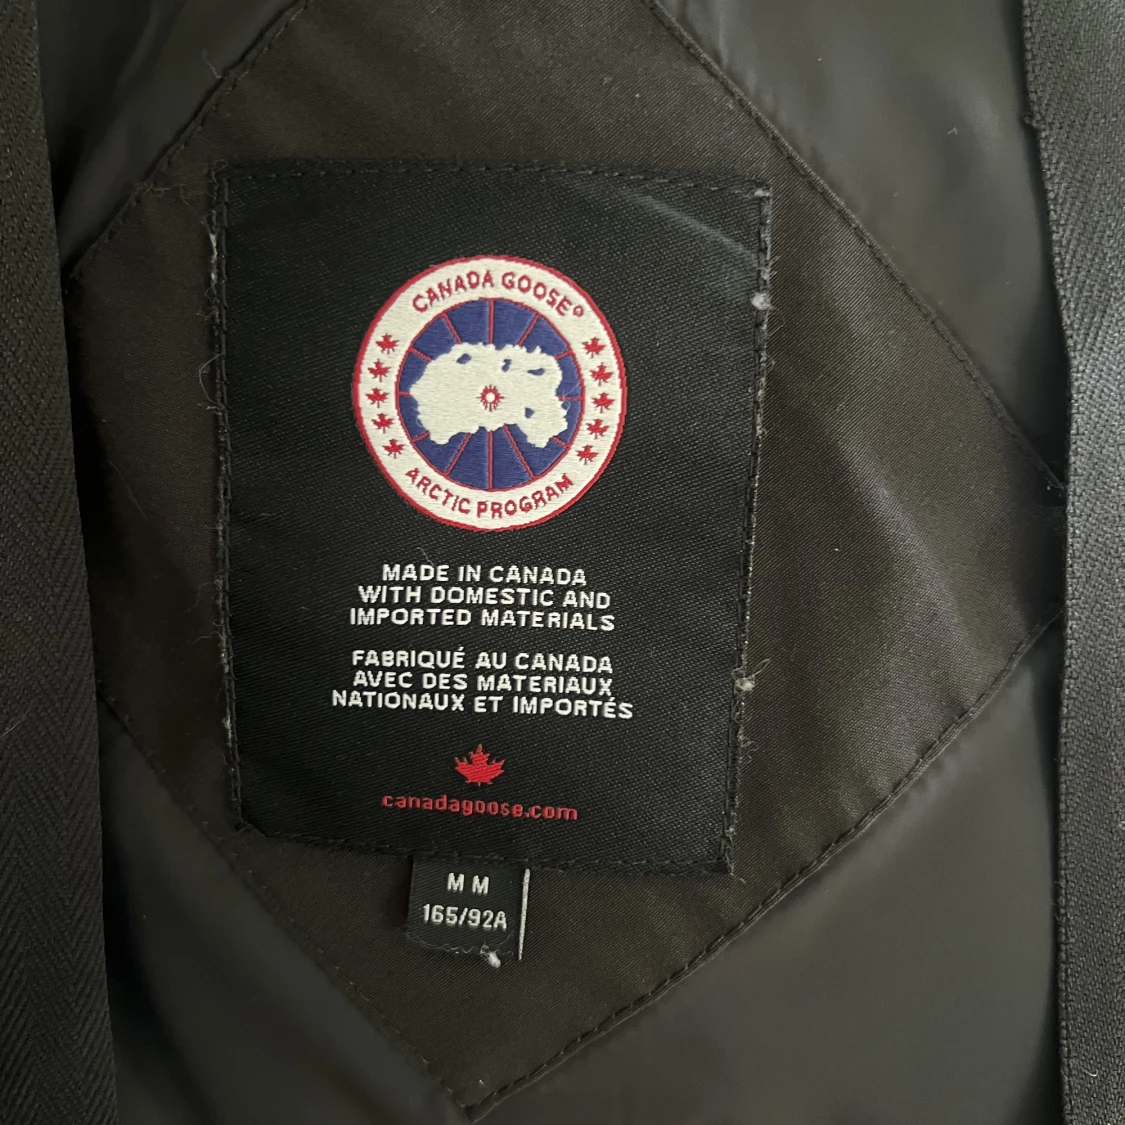 CANADA GOOSE®
ARCTIC PROGRAM
MADE IN CANADA
WITH DOMESTIC AND
IMPORTED MATERIALS
FABRIQUÉ AU CANADA
AVEC DES MATERIAUX
NATIONAUX ET IMPORTÉS
canadagoose.com
M M
165/92A